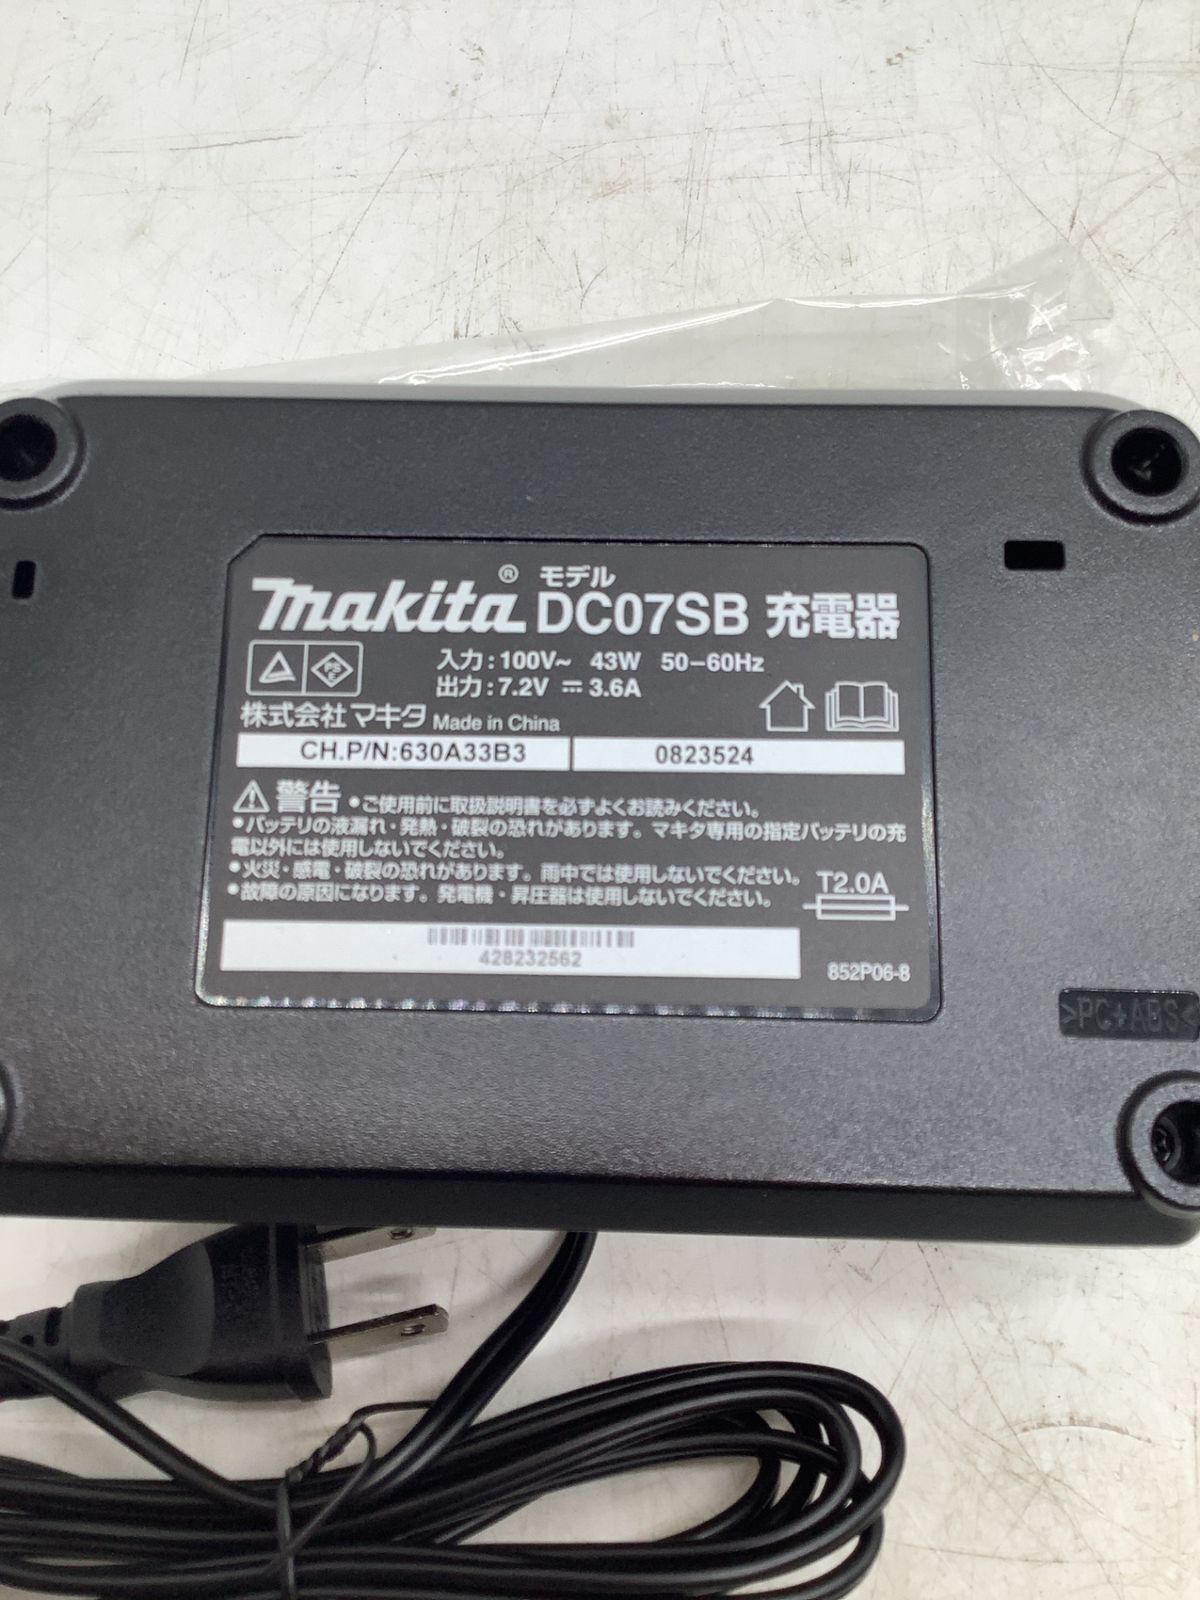 makita® モデル DC07SB 充電器
PS E
入力:100V~ 43W 50-60Hz
出力:7.2V ⎓ 3.6A
株式会社 マキタ Made in China
CH.P/N:630A33B3 0823524
⚠ 警告 •ご使用前に取扱説明書を必ずよくお読みください。
•バッテリの液漏れ・発熱・破裂の恐れがあります。マキタ専用の指定バッテリの充
電以外には使用しないでください。
•火災・感電・破裂の恐れがあります。雨中では使用しないでください。
•故障の原因になります。発電機・昇圧器は使用しないでください。
T2.0A
428232562
852P06-8
>PC+ABS<